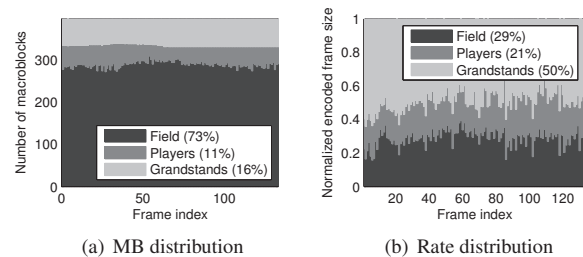 Number of macroblocks
300
200
100
0
Field (73%)
Players (11%)
Grandstands (16%)
0 50 100
Frame index
(a) MB distribution
Normalized encoded frame size
1
0.8
0.6
0.4
0.2
0
Field (29%)
Players (21%)
Grandstands (50%)
20 40 60 80 100 120
Frame index
(b) Rate distribution